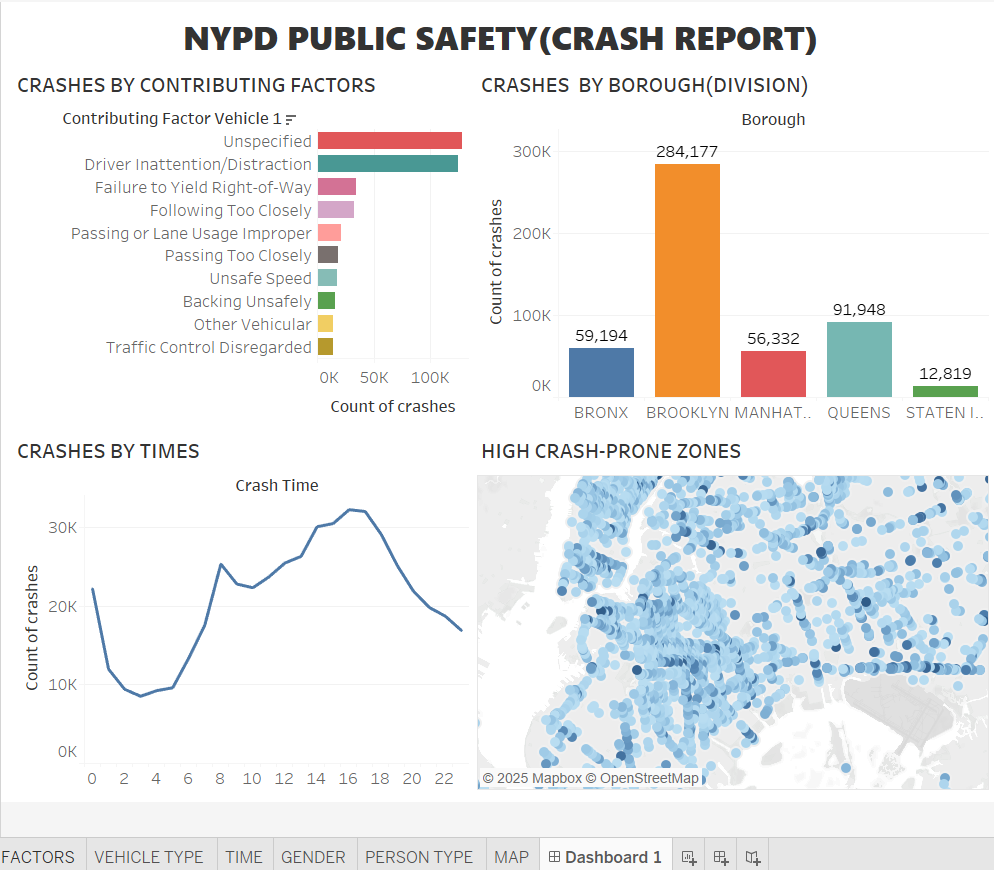 NYPD PUBLIC SAFETY(CRASH REPORT)
CRASHES BY CONTRIBUTING FACTORS
Contributing Factor Vehicle 1
Unspecified
Driver Inattention/Distraction
Failure to Yield Right-of-Way
Following Too Closely
Passing or Lane Usage Improper
Passing Too Closely
Unsafe Speed
Backing Unsafely
Other Vehicular
Traffic Control Disregarded
0K 50K 100K
Count of crashes
CRASHES BY BOROUGH(DIVISION)
Borough
Count of crashes
300K
200K
100K
0K
59,194
284,177
56,332
91,948
12,819
BRONX BROOKLYN MANHAT.. QUEENS STATEN I..
CRASHES BY TIMES
Crash Time
Count of crashes
30K
20K
10K
0K
0 2 4 6 8 10 12 14 16 18 20 22
HIGH CRASH-PRONE ZONES
© 2025 Mapbox © OpenStreetMap
FACTORS VEHICLE TYPE TIME GENDER PERSON TYPE MAP Dashboard 1